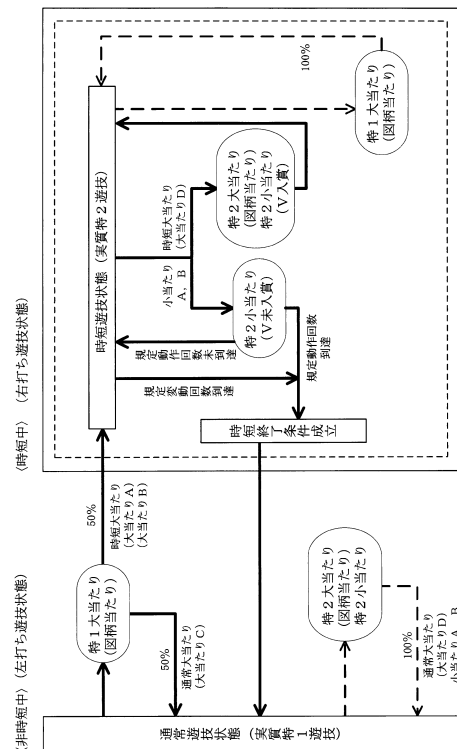 (非時短中) (左打ち遊技状態)
〈時短中〉 (右打ち遊技状態)
通常遊技状態 (実質特1遊技)
特1大当たり
(図柄当たり)
50%
時短大当たり
(大当たりA)
(大当たりB)
50%
通常大当たり
(大当たりC)
特2大当たり
(図柄当たり)
特2小当たり
100%
通常大当たり
(大当たりD)
小当たりA、B
時短遊技状態 (実質特2遊技)
規定変動回数到達
規定動作回数未到達
小当たり
A、B
時短大当たり
(大当たりD)
特2小当たり
(V未入賞)
特2大当たり
(図柄当たり)
特2小当たり
(V入賞)
規定動作回数
到達
時短終了条件成立
100%
特1大当たり
(図柄当たり)